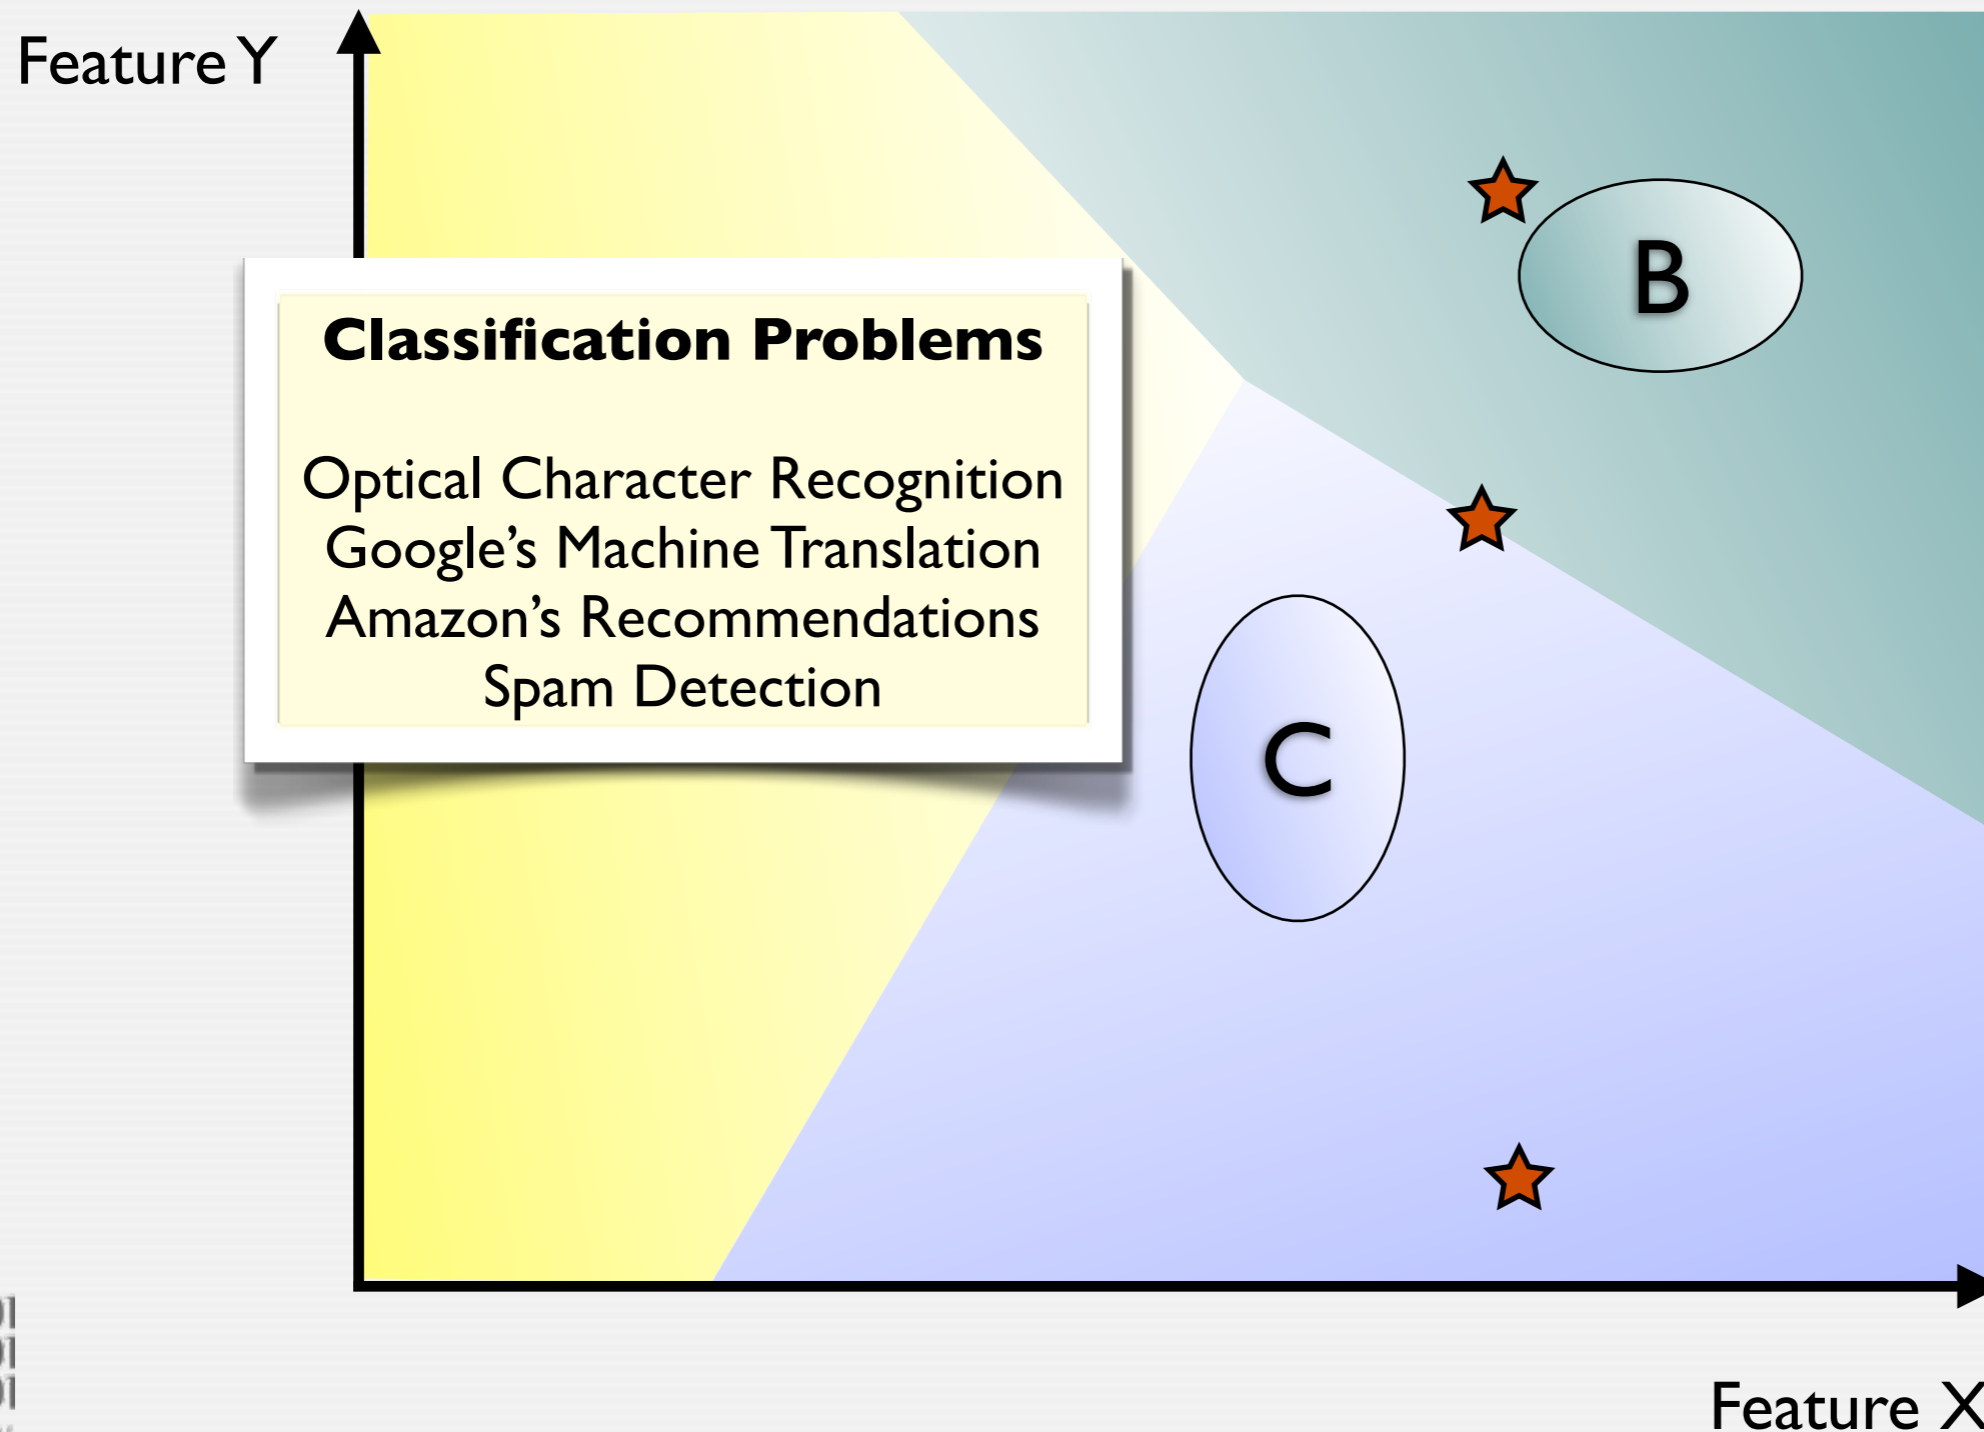 Feature Y
Classification Problems
Optical Character Recognition
Google's Machine Translation
Amazon's Recommendations
Spam Detection
B
C
Feature X